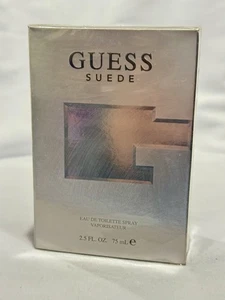 GUESS
SUEDE
G
EAU DE TOILETTE SPRAY
VAPORISATEUR
2.5 FL. OZ. 75 mL ℮